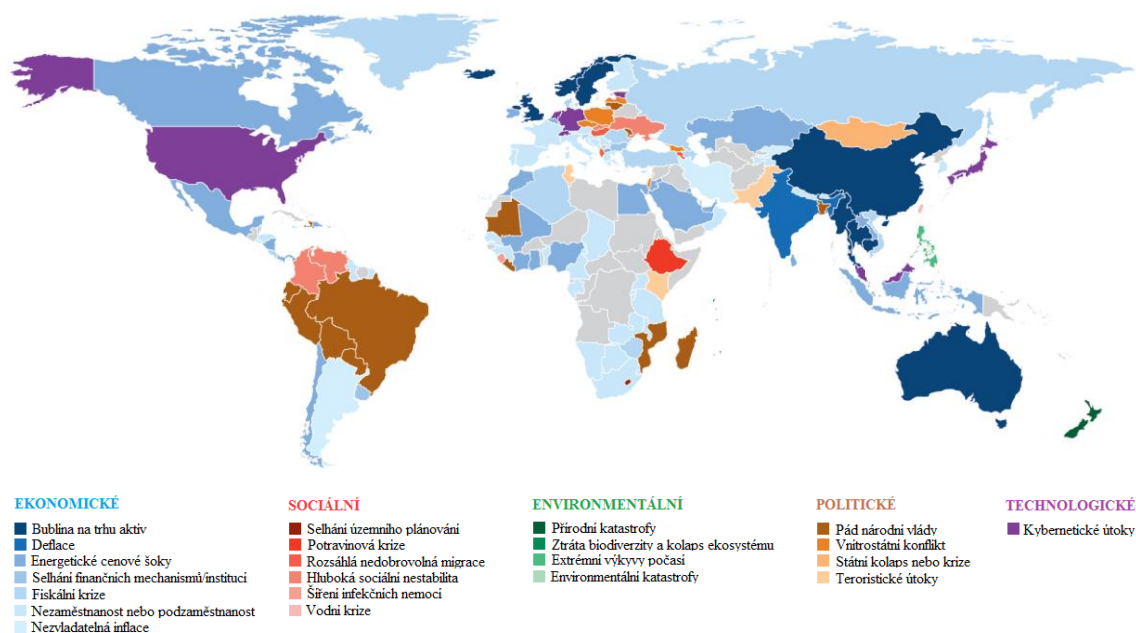 EKONOMICKÉ
Bublina na trhu aktiv
Deflace
Energetické cenové šoky
Selhání finančních mechanismů/institucí
Fiskální krize
Nezaměstnanost nebo podzaměstnanost
Nezvladatelná inflace
SOCIÁLNÍ
Selhání územního plánování
Potravinová krize
Rozsáhlá nedobrovolná migrace
Hluboká sociální nestabilita
Šíření infekčních nemocí
Vodní krize
ENVIRONMENTÁLNÍ
Přírodní katastrofy
Ztráta biodiverzity a kolaps ekosystému
Extrémní výkyvy počasí
Environmentální katastrofy
POLITICKÉ
Pád národní vlády
Vnitrostátní konflikt
Státní kolaps nebo krize
Teroristické útoky
TECHNOLOGICKÉ
Kybernetické útoky